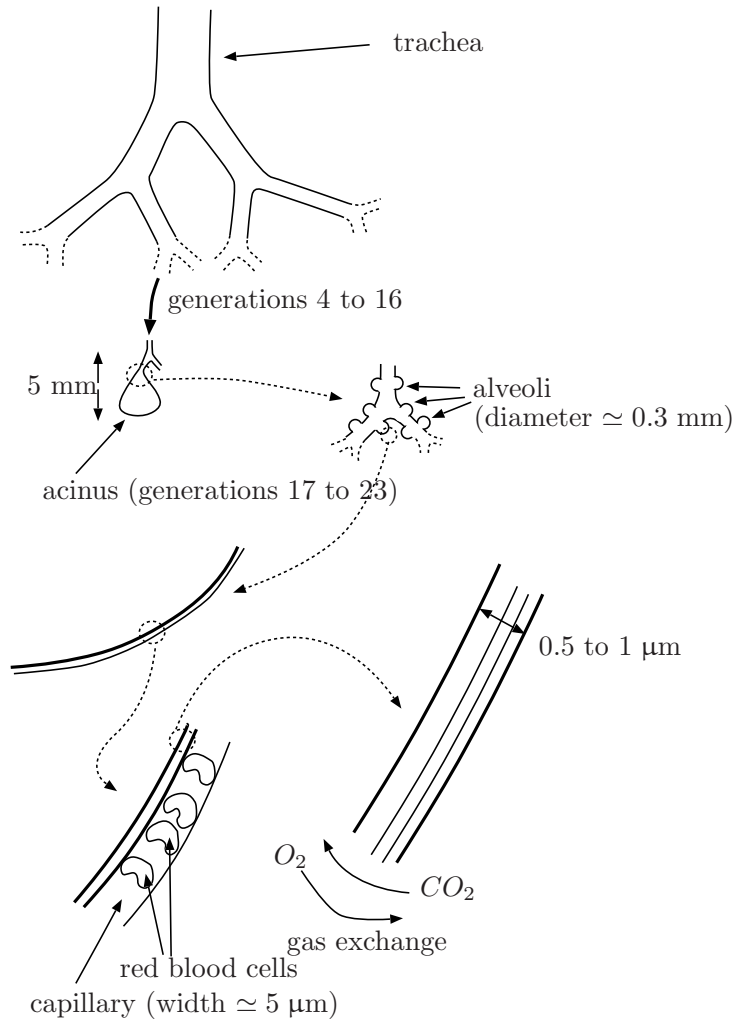 trachea
generations 4 to 16
5 mm
alveoli
(diameter ≃ 0.3 mm)
acinus (generations 17 to 23)
0.5 to 1 μm
O₂
CO₂
gas exchange
red blood cells
capillary (width ≃ 5 μm)